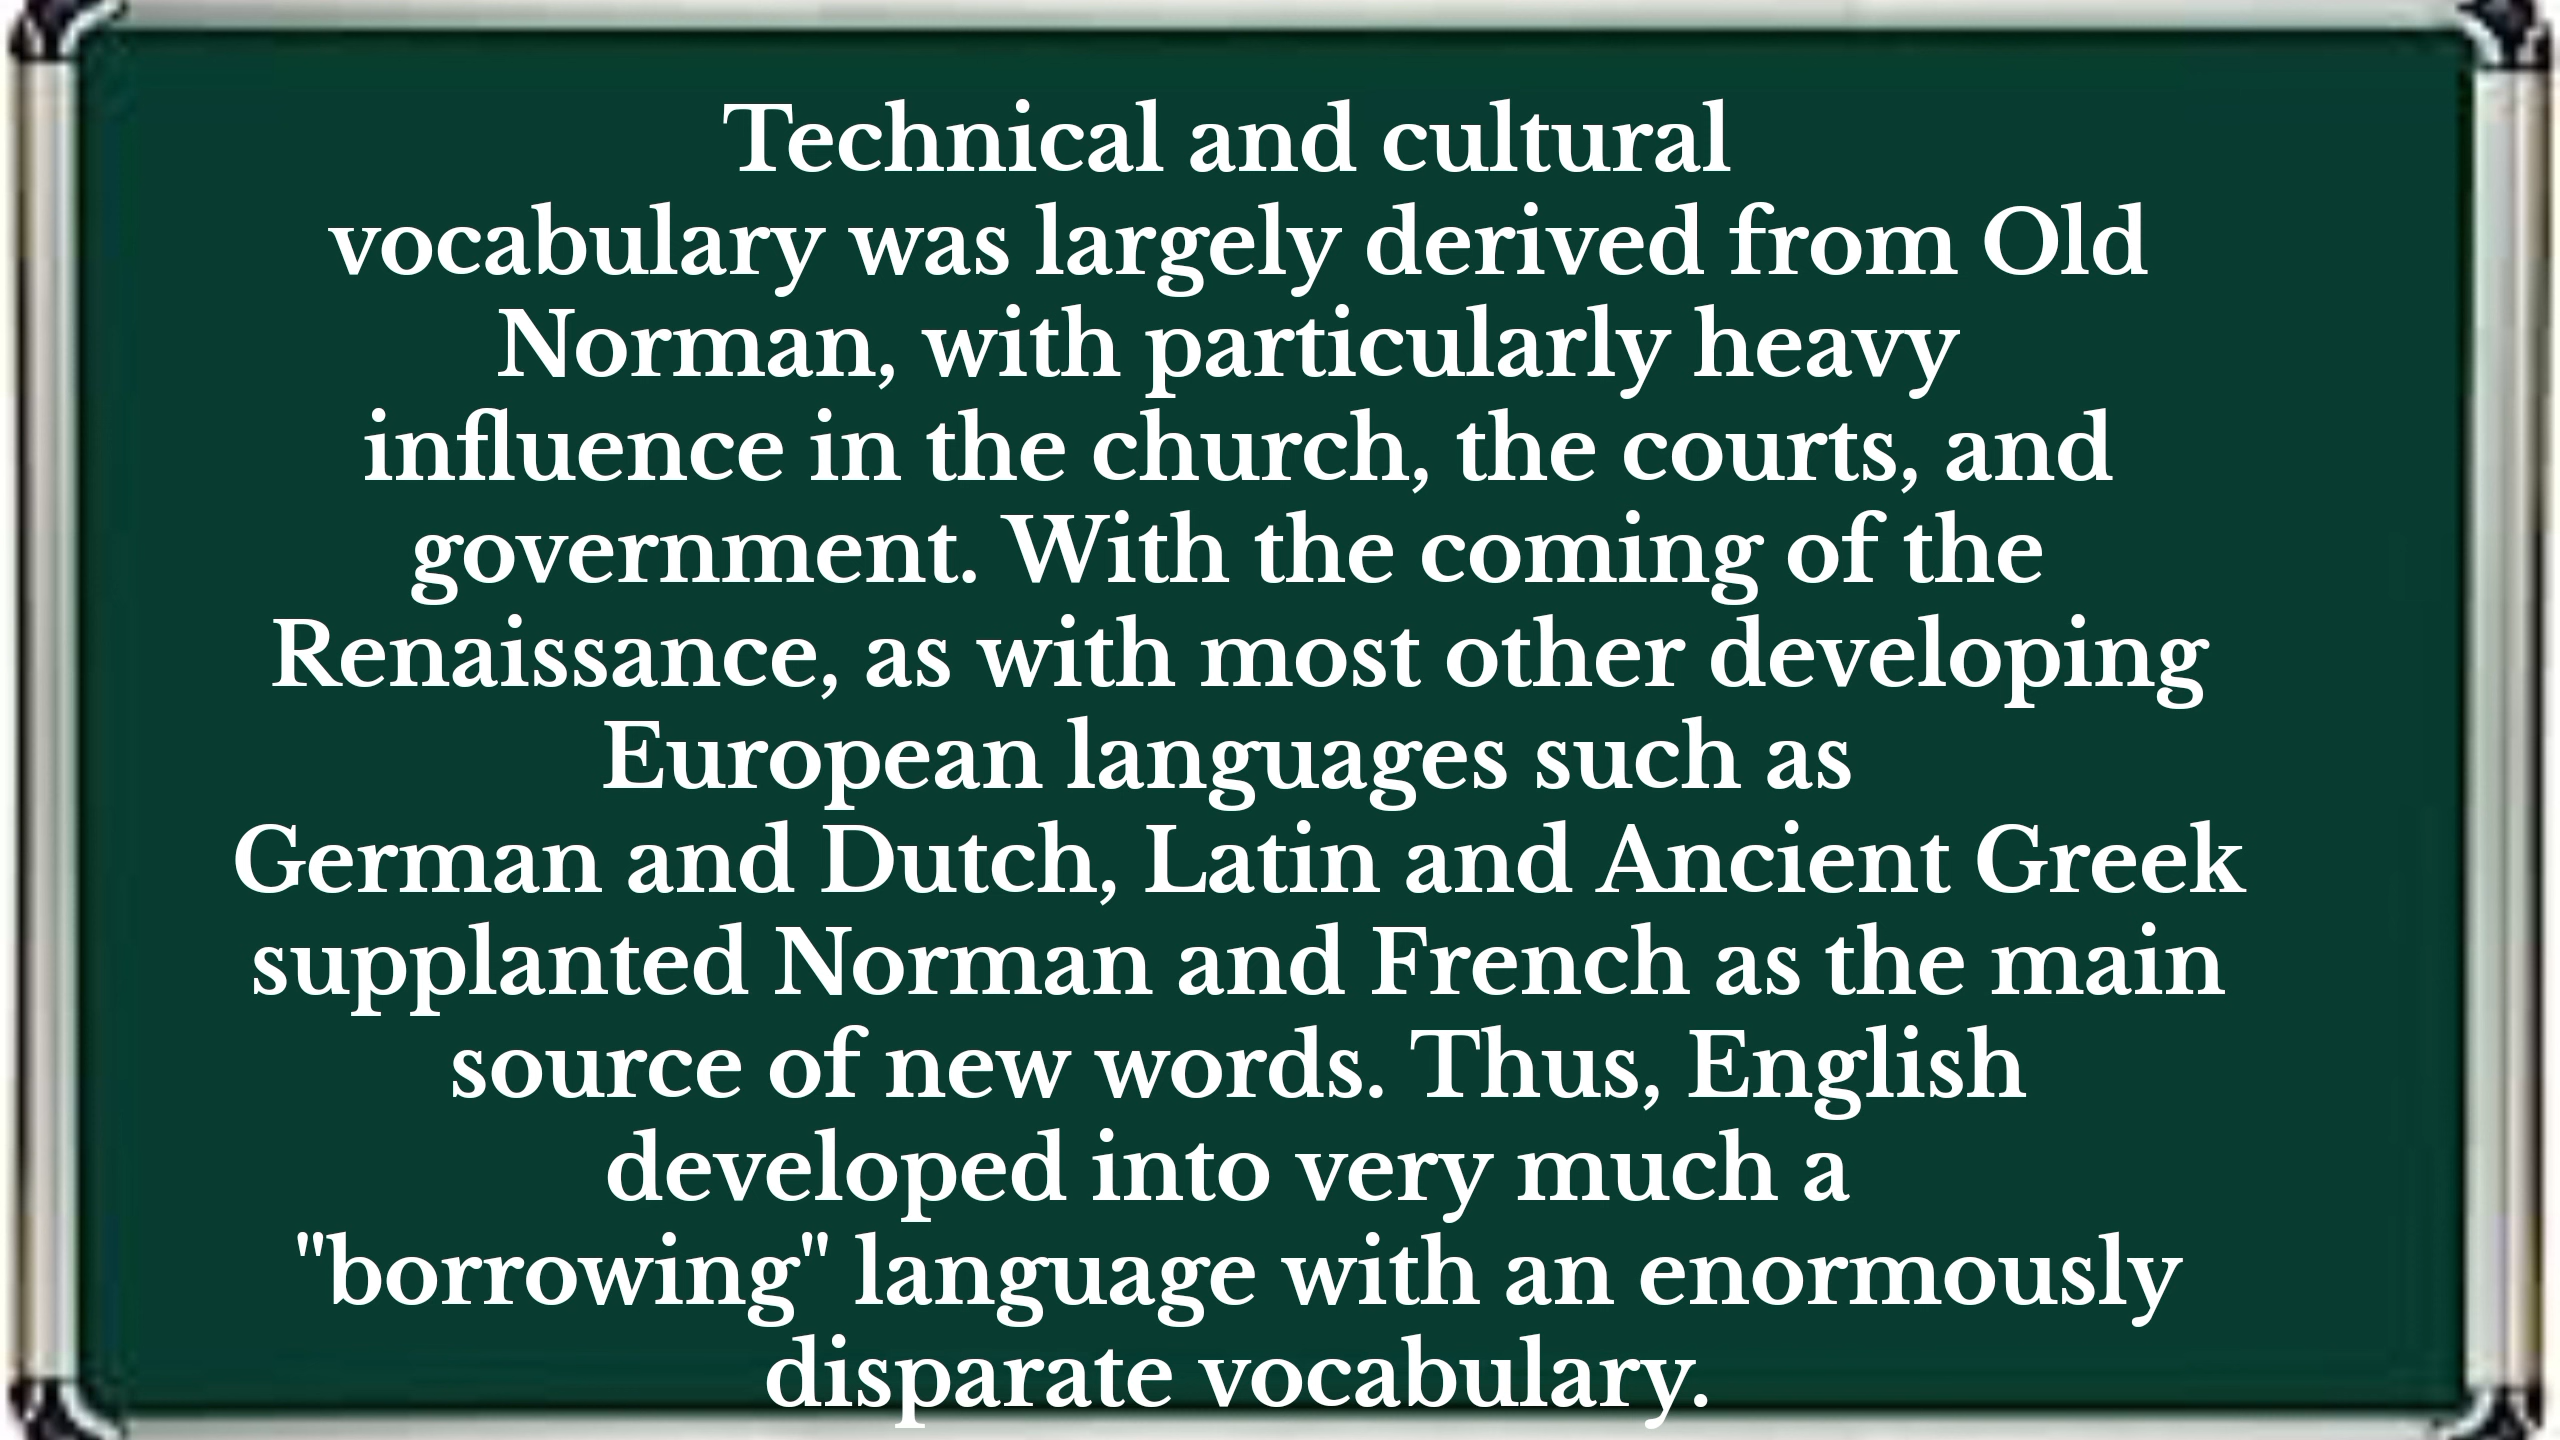 Technical and cultural
vocabulary was largely derived from Old
Norman, with particularly heavy
influence in the church, the courts, and
government. With the coming of the
Renaissance, as with most other developing
European languages such as
German and Dutch, Latin and Ancient Greek
supplanted Norman and French as the main
source of new words. Thus, English
developed into very much a
"borrowing" language with an enormously
disparate vocabulary.